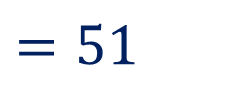 = 51